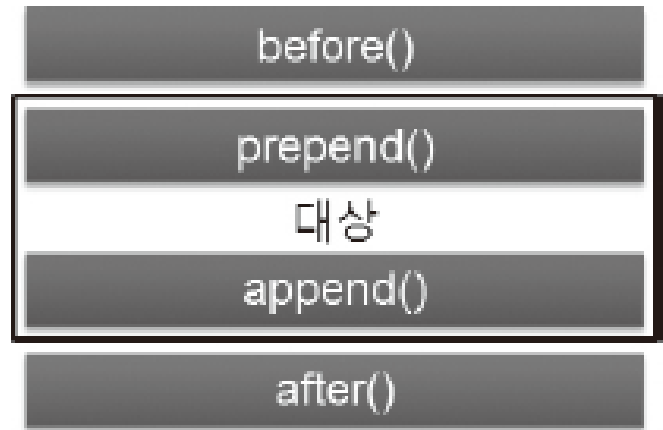 before()
prepend()
대상
append()
after()